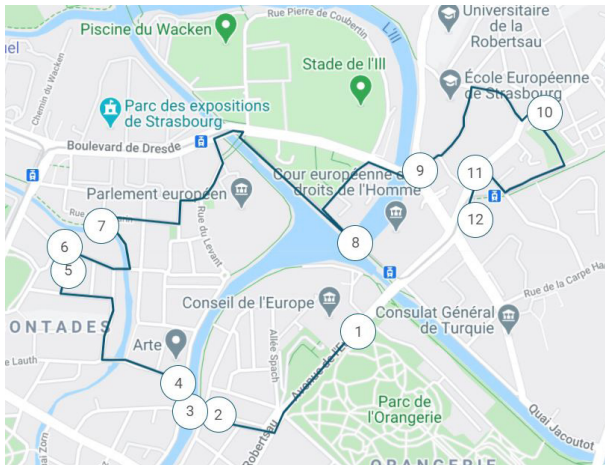 Piscine du Wacken
Rue Pierre de Coubertin
L'Ill
Universitaire
de la
Robertsau
Stade de l'Ill
École Européenne
de Strasbourg
Chemin du Wacken
Parc des expositions
de Strasbourg
Boulevard de Dresde
10
9
11
12
Cour européenne
droits de l'Homme
Parlement européen
Rue du Levant
7
6
5
8
Rue de la Carpe
Conseil de l'Europe
Consulat Général
de Turquie
1
ONTADES
Arte
Lauth
Allée Spach
Avenue de l'E
4
3
2
Robertsau
Parc de
l'Orangerie
Quai Zorn
Quai Jacoutot
ORANGERIE